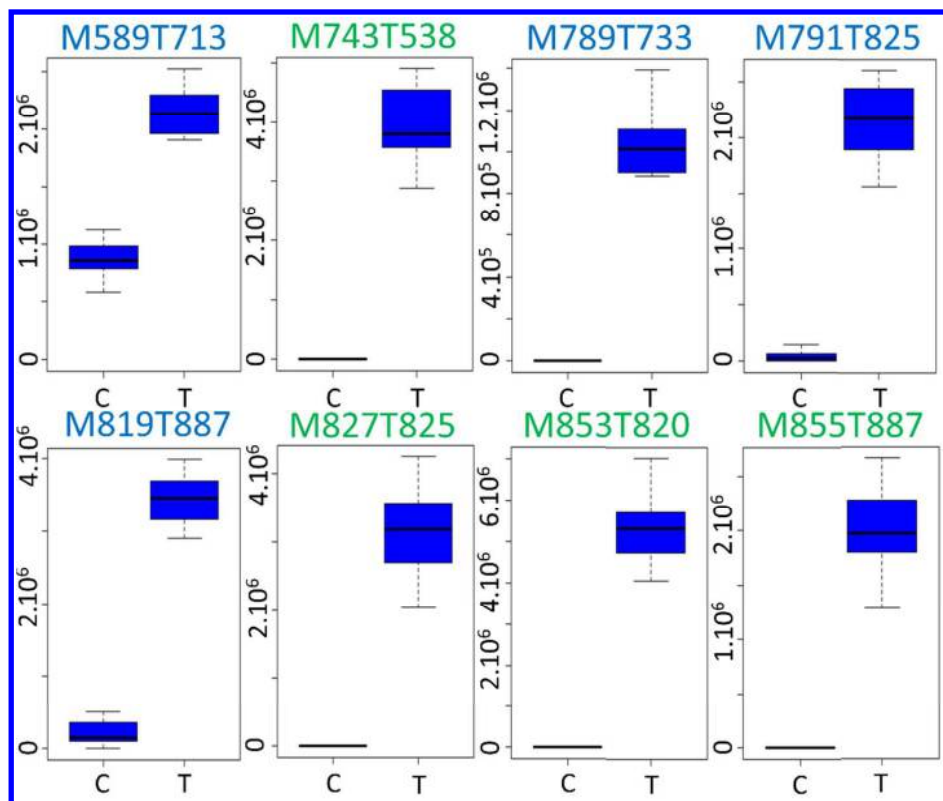 M589T713 M743T538 M789T733 M791T825
2.10⁶ 1.10⁶ 0 C T
4.10⁶ 2.10⁶ 0 C T
1.2.10⁶ 8.10⁵ 4.10⁵ 0 C T
2.10⁶ 1.10⁶ 0 C T
M819T887 M827T825 M853T820 M855T887
4.10⁶ 2.10⁶ 0 C T
4.10⁶ 2.10⁶ 0 C T
6.10⁶ 4.10⁶ 2.10⁶ 0 C T
2.10⁶ 1.10⁶ 0 C T